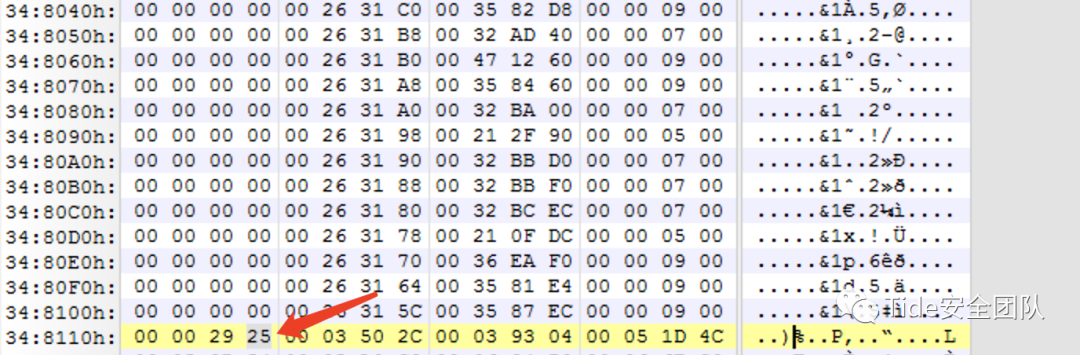 34:8040h: 00 00 00 00 00 26 31 C0 00 35 82 D8 00 00 09 00 .....&1À.5‚Ø....
34:8050h: 00 00 00 00 00 26 31 B8 00 32 AD 40 00 00 07 00 .....&1¸.2-@....
34:8060h: 00 00 00 00 00 26 31 B0 00 47 12 60 00 00 09 00 .....&1°.G.`....
34:8070h: 00 00 00 00 00 26 31 A8 00 35 84 60 00 00 09 00 .....&1¨.5„`....
34:8080h: 00 00 00 00 00 26 31 A0 00 32 BA 00 00 00 07 00 .....&1 .2º.....
34:8090h: 00 00 00 00 00 26 31 98 00 21 2F 90 00 00 05 00 .....&1˜.!/.....
34:80A0h: 00 00 00 00 00 26 31 90 00 32 BB D0 00 00 07 00 .....&1..2»Ð....
34:80B0h: 00 00 00 00 00 26 31 88 00 32 BB F0 00 00 07 00 .....&1ˆ.2»ð....
34:80C0h: 00 00 00 00 00 26 31 80 00 32 BC EC 00 00 07 00 .....&1€.2¼ì....
34:80D0h: 00 00 00 00 00 26 31 78 00 21 0F DC 00 00 05 00 .....&1x.!.Ü....
34:80E0h: 00 00 00 00 00 26 31 70 00 36 EA F0 00 00 09 00 .....&1p.6êð....
34:80F0h: 00 00 00 00 00 26 31 64 00 35 81 E4 00 00 09 00 .....&1d.5.ä....
34:8100h: 00 00 00 00 00 26 31 5C 00 35 87 EC 00 00 09 00
34:8110h: 00 00 29 25 00 03 50 2C 00 03 93 04 00 05 1D 4C ..)%..P,..“....L
Tide安全团队